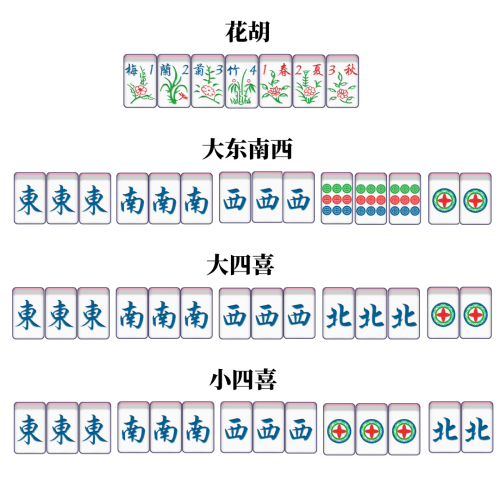 花胡
梅 1 蘭 2 菊 3 竹 4 1 春 2 夏 3 秋
大东南西
東 東 東 南 南 南 西 西 西
大四喜
東 東 東 南 南 南 西 西 西 北 北 北
小四喜
東 東 東 南 南 南 西 西 西 北 北